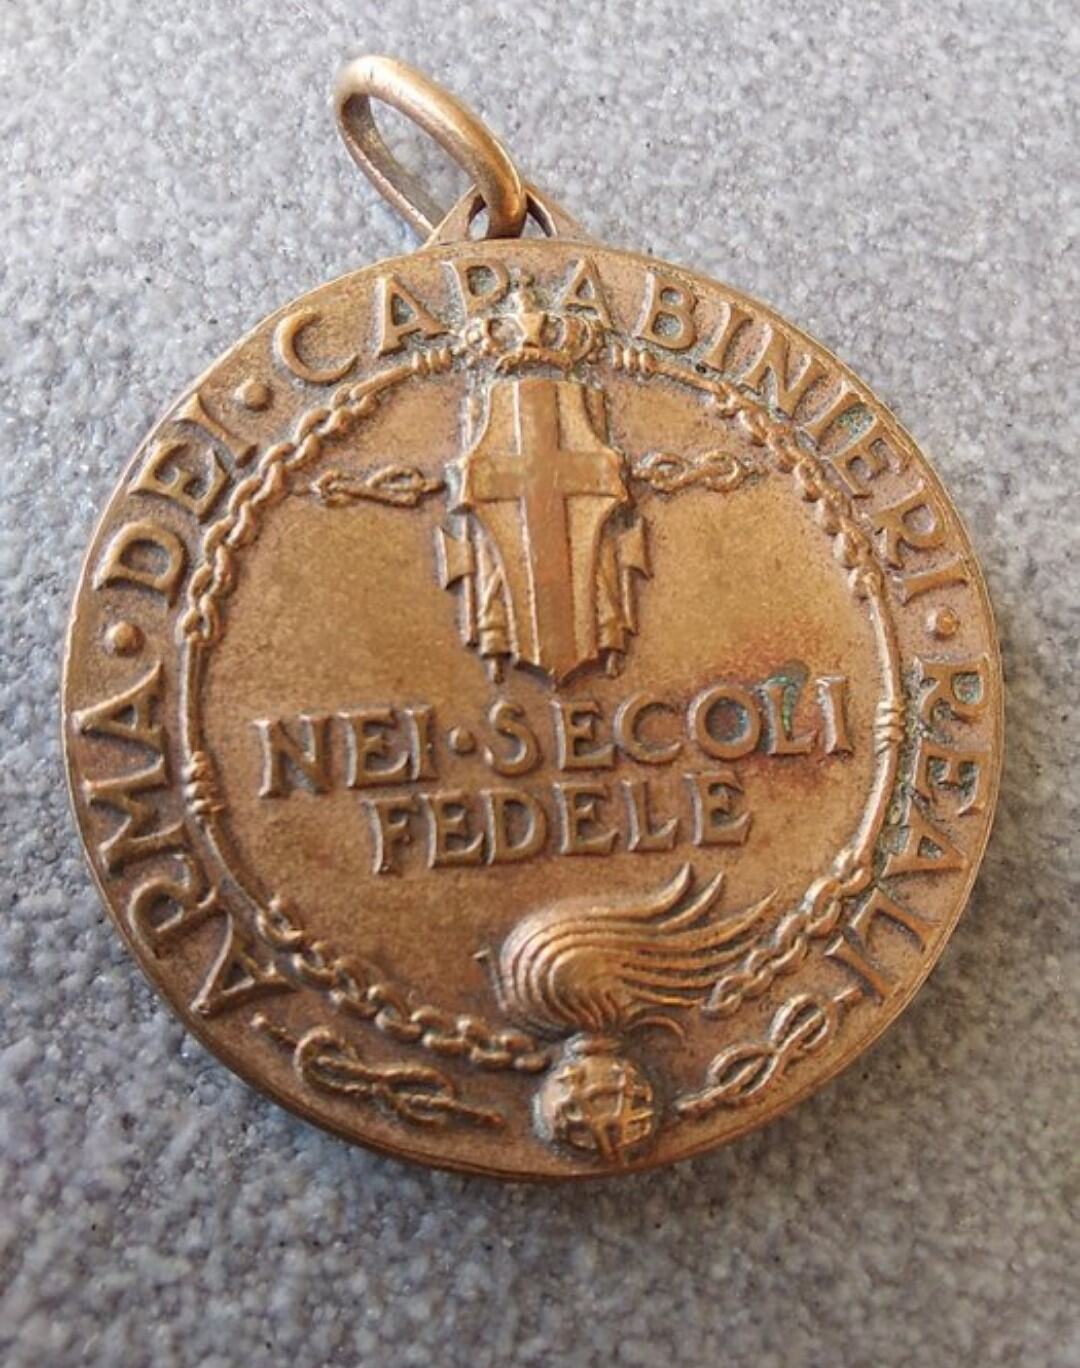 ARMA · DEI · CARABINIERI · REALI
NEI · SECOLI
FEDELE